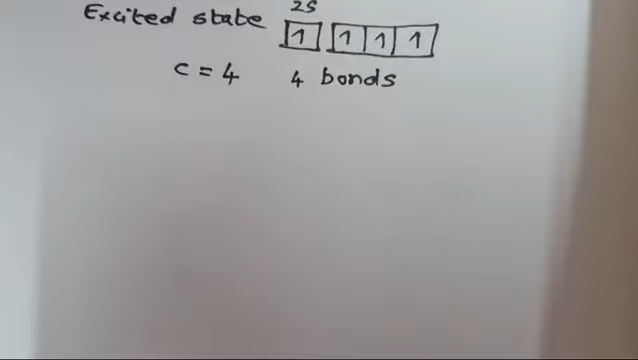 2s
Excited state 1 1 1 1
c = 4 4 bonds